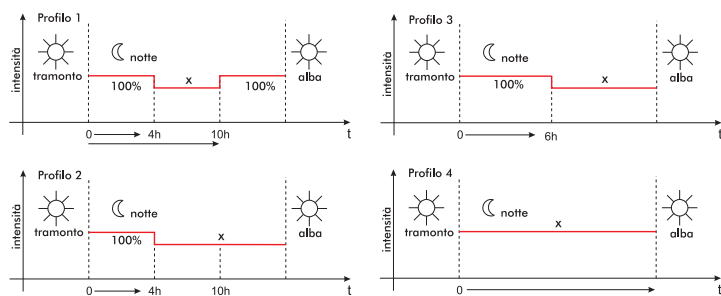 Profilo 1
intensità
notte
tramonto
100%
x
100%
alba
0
4h
10h
t
Profilo 3
intensità
notte
tramonto
100%
x
alba
0
6h
t
Profilo 2
intensità
notte
tramonto
100%
x
alba
0
4h
10h
t
Profilo 4
intensità
notte
tramonto
x
alba
0
t